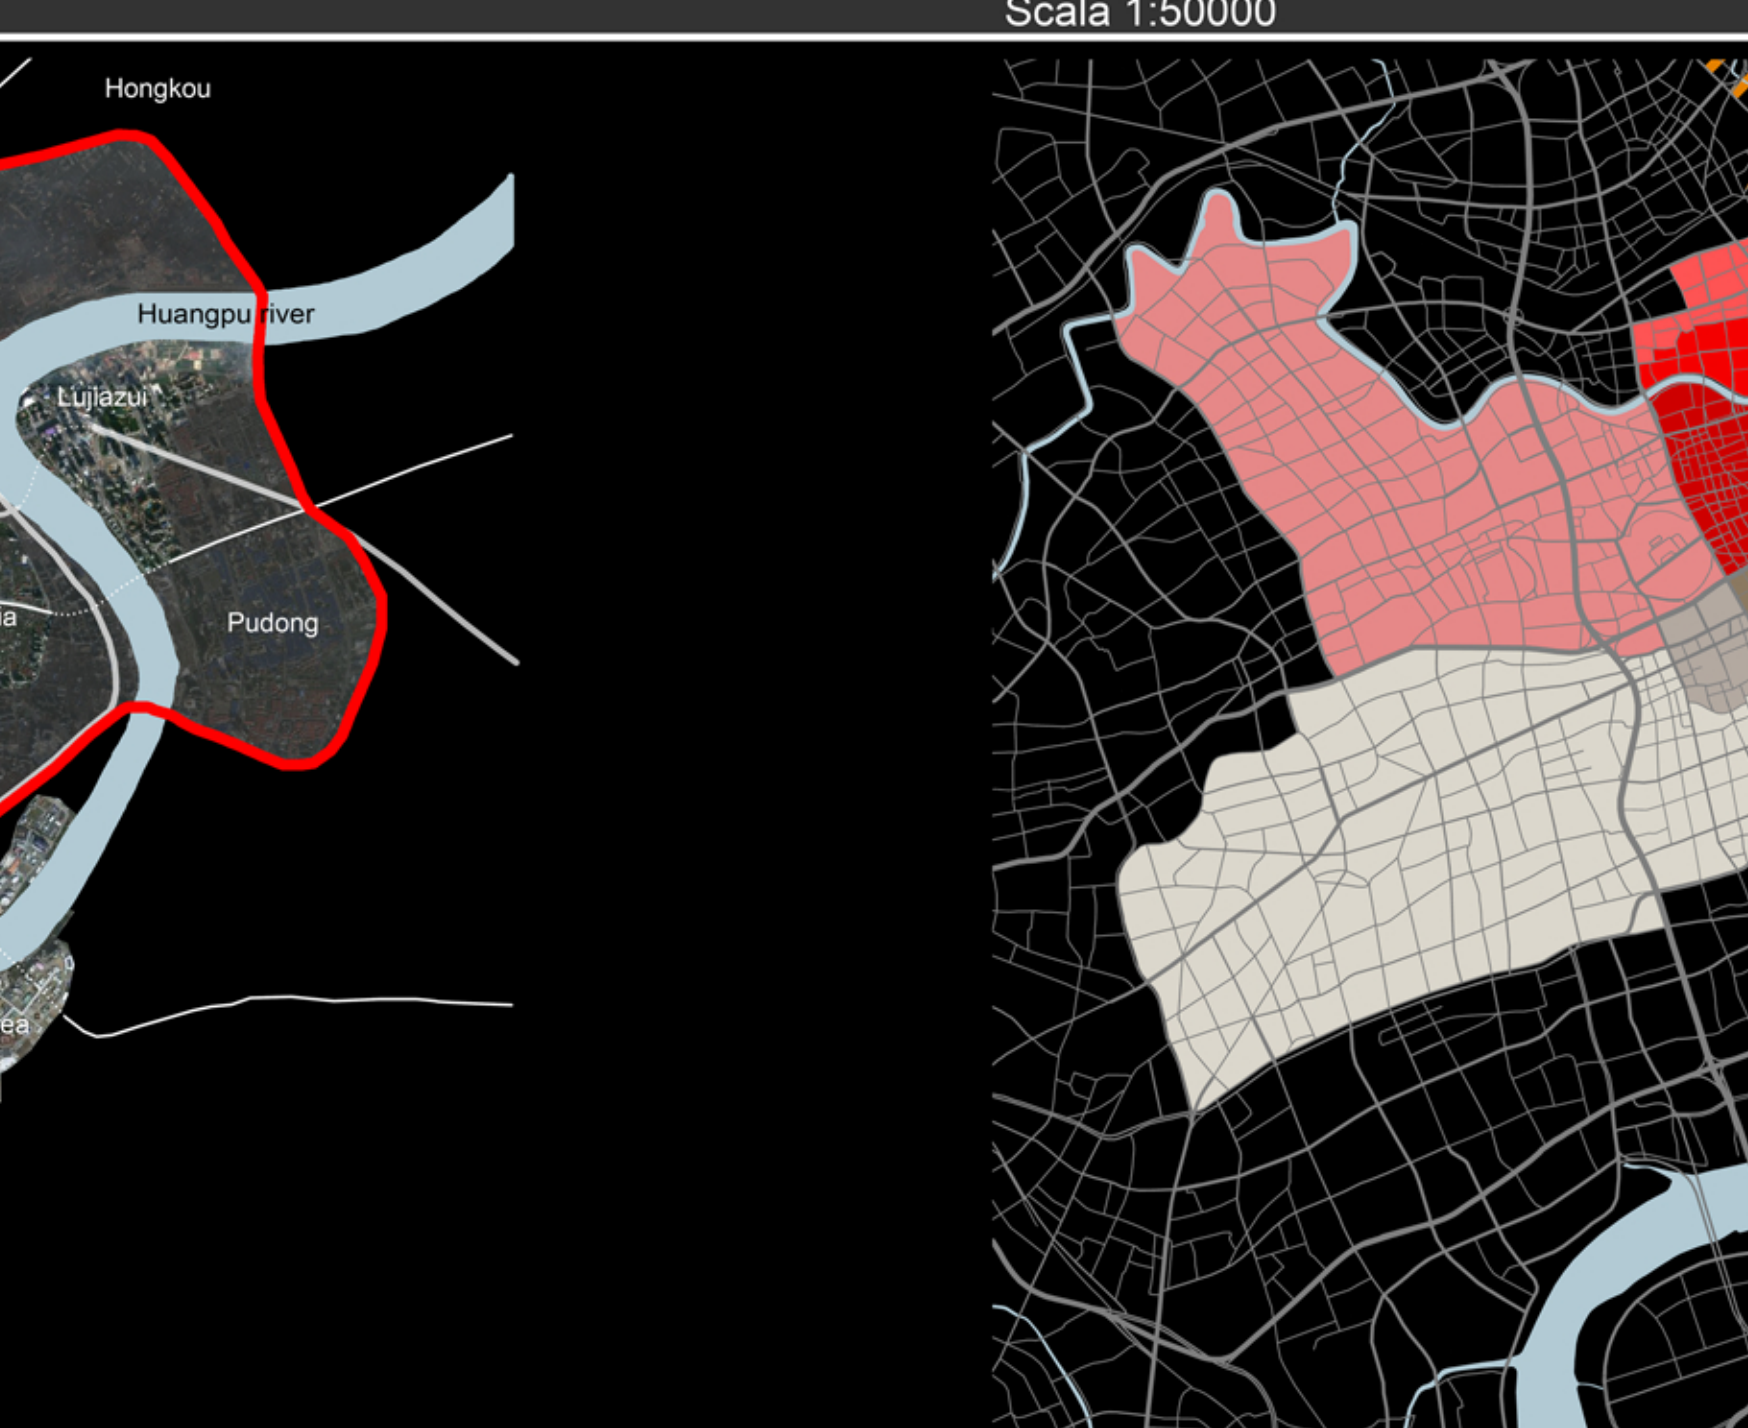 Scala 1:50000
Hongkou
Huangpu river
Lujiazui
Pudong